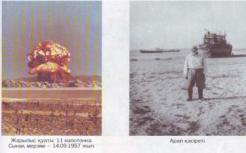 Жарылыс қуаты 11 килотонна.
Сынақ мерзімі – 14.09.1957 жыл.
Арал қасіреті.